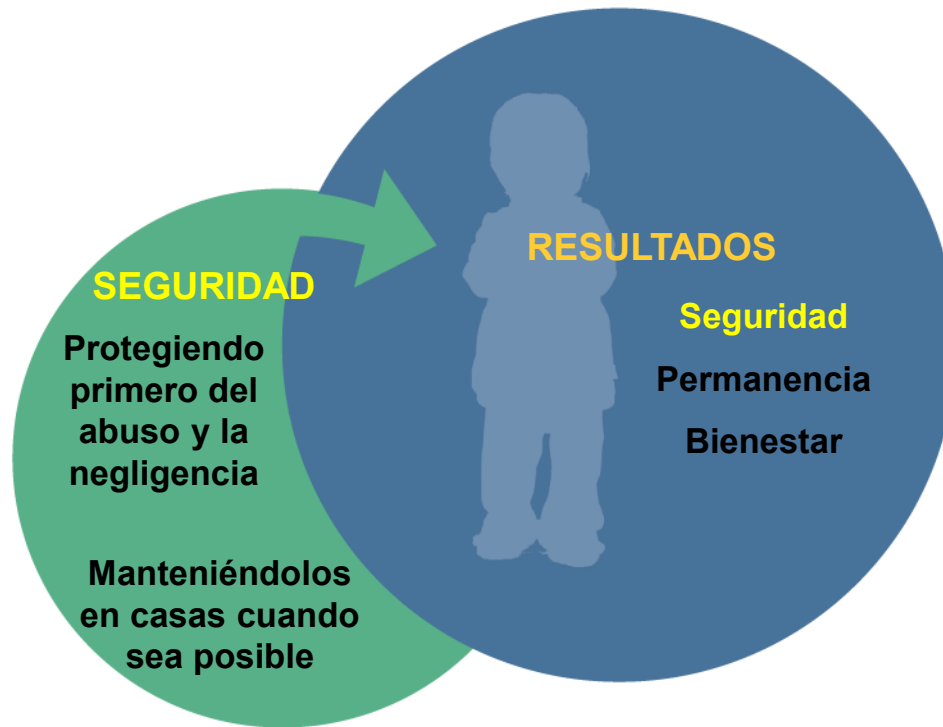 SEGURIDAD
Protegiendo
primero del
abuso y la
negligencia
Manteniéndolos
en casas cuando
sea posible
RESULTADOS
Seguridad
Permanencia
Bienestar